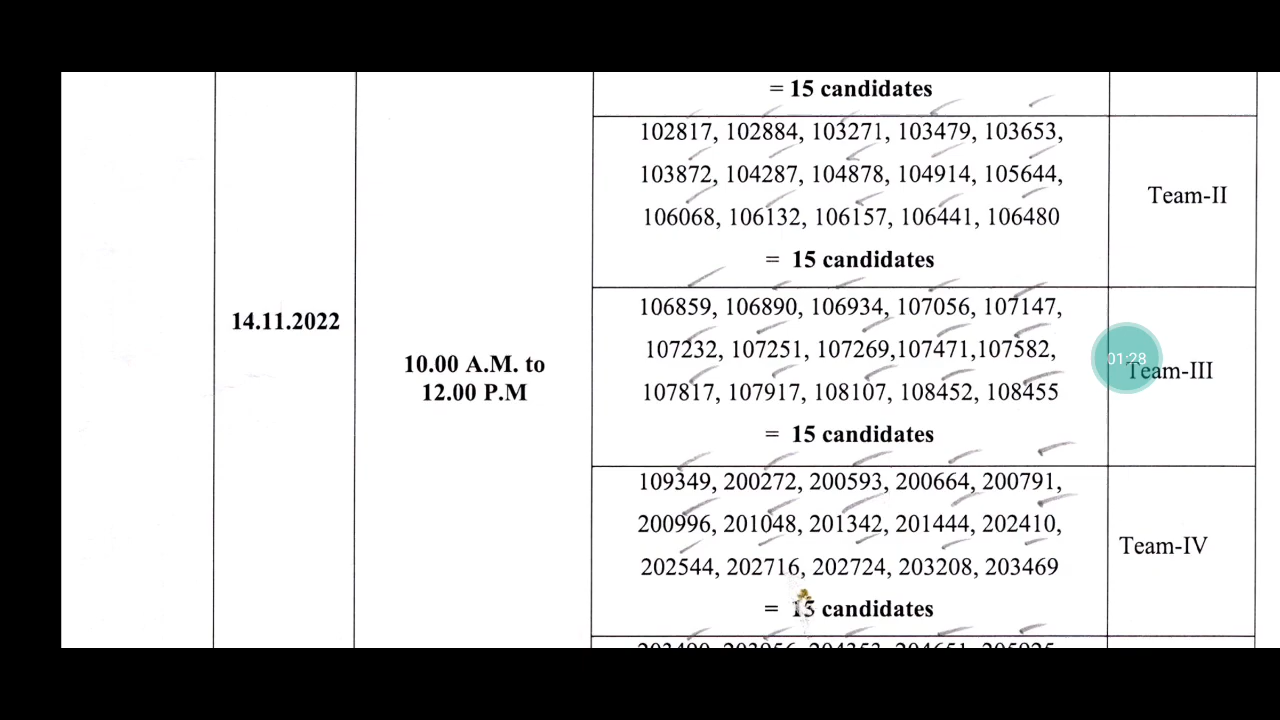 = 15 candidates
102817, 102884, 103271, 103479, 103653,
103872, 104287, 104878, 104914, 105644,
106068, 106132, 106157, 106441, 106480
= 15 candidates
Team-II
14.11.2022
10.00 A.M. to
12.00 P.M
106859, 106890, 106934, 107056, 107147,
107232, 107251, 107269,107471,107582,
107817, 107917, 108107, 108452, 108455
= 15 candidates
01:28
Team-III
109349, 200272, 200593, 200664, 200791,
200996, 201048, 201342, 201444, 202410,
202544, 202716, 202724, 203208, 203469
= 15 candidates
Team-IV